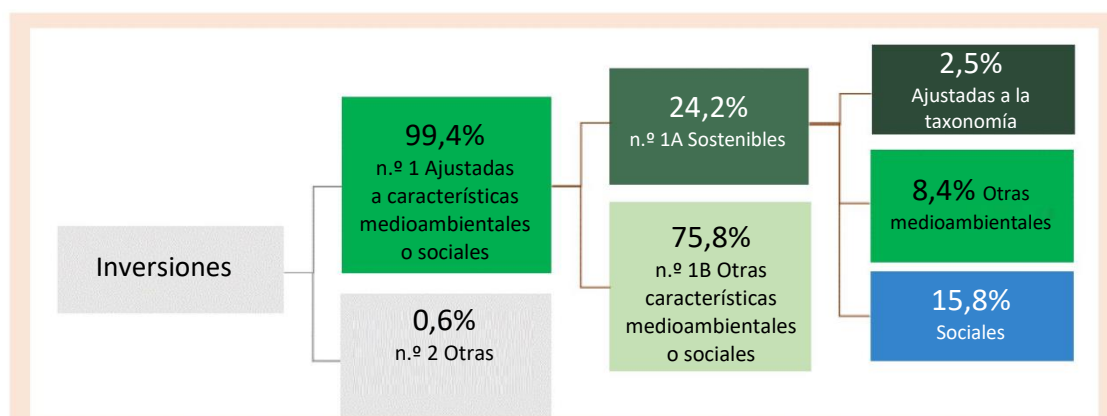 Inversiones
99,4%
n.º 1 Ajustadas
a características
medioambientales
o sociales
0,6%
n.º 2 Otras
24,2%
n.º 1A Sostenibles
75,8%
n.º 1B Otras
características
medioambientales
o sociales
2,5%
Ajustadas a la
taxonomía
8,4% Otras
medioambientales
15,8%
Sociales